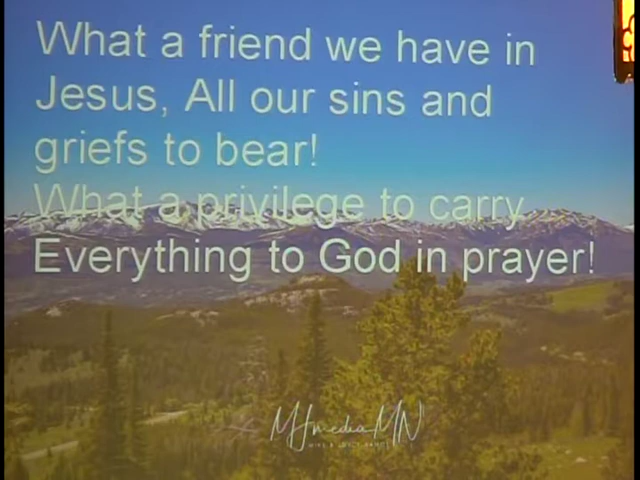 What a friend we have in
Jesus, All our sins and
griefs to bear!
What a privilege to carry
Everything to God in prayer!
MJmediaMN